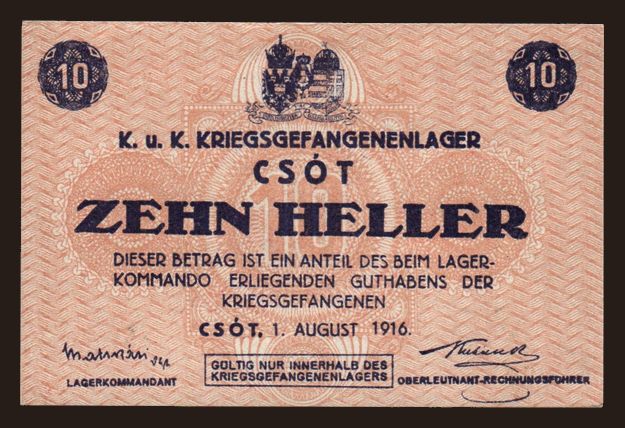 10 10
K. u. K. KRIEGSGEFANGENENLAGER
CSÓT
ZEHN HELLER
DIESER BETRAG IST EIN ANTEIL DES BEIM LAGER-
KOMMANDO ERLIEGENDEN GUTHABENS DER
KRIEGSGEFANGENEN
CSÓT, 1. AUGUST 1916.
LAGERKOMMANDANT
GÜLTIG NUR INNERHALB DES
KRIEGSGEFANGENENLAGERS
OBERLEUTNANT-RECHNUNGSFÜHRER